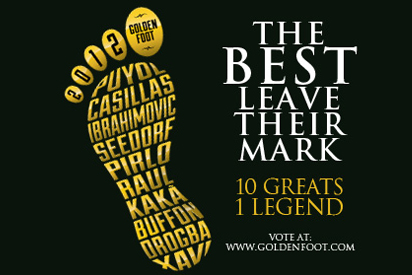 2012
GOLDEN
FOOT
PUYOL
CASILLAS
IBRAHIMOVIC
SEEDORF
PIRLO
RAUL
KAKÀ
BUFFON
DROGBA
XAVI
THE
BEST
LEAVE
THEIR
MARK
10 GREATS
1 LEGEND
VOTE AT:
WWW.GOLDENFOOT.COM